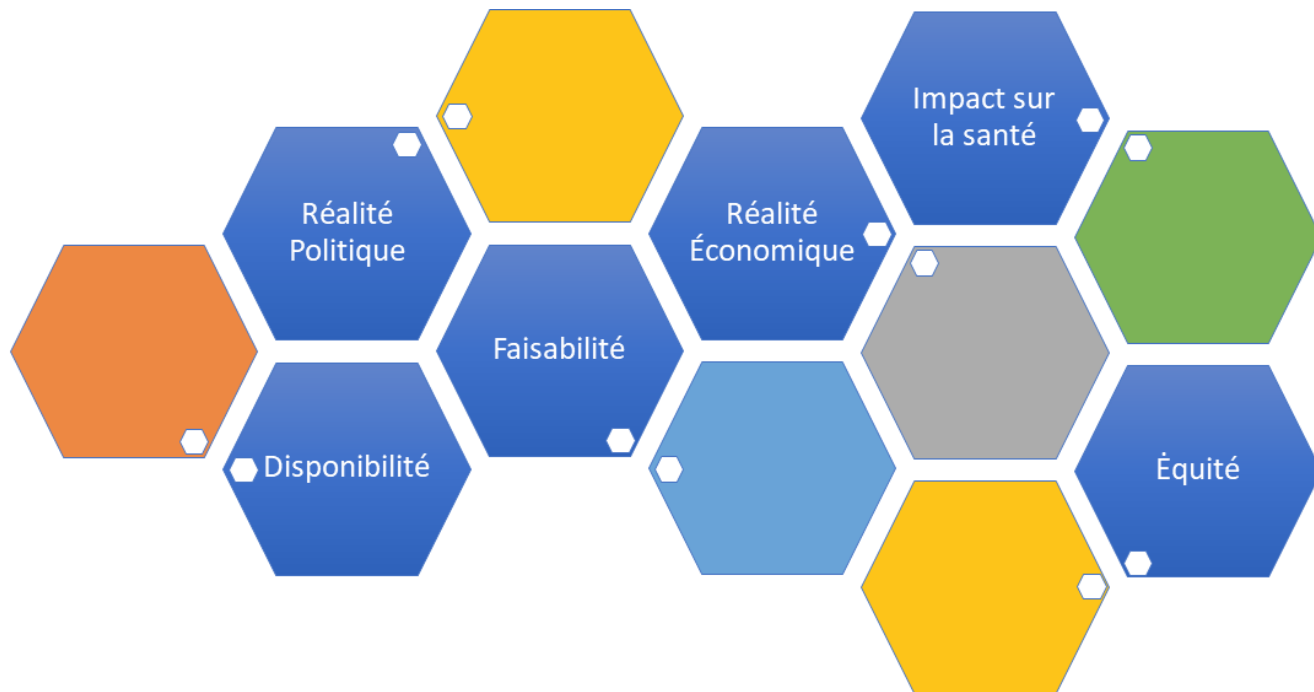 Impact sur
la santé
Réalité
Politique
Réalité
Économique
Faisabilité
Disponibilité
Ėquité